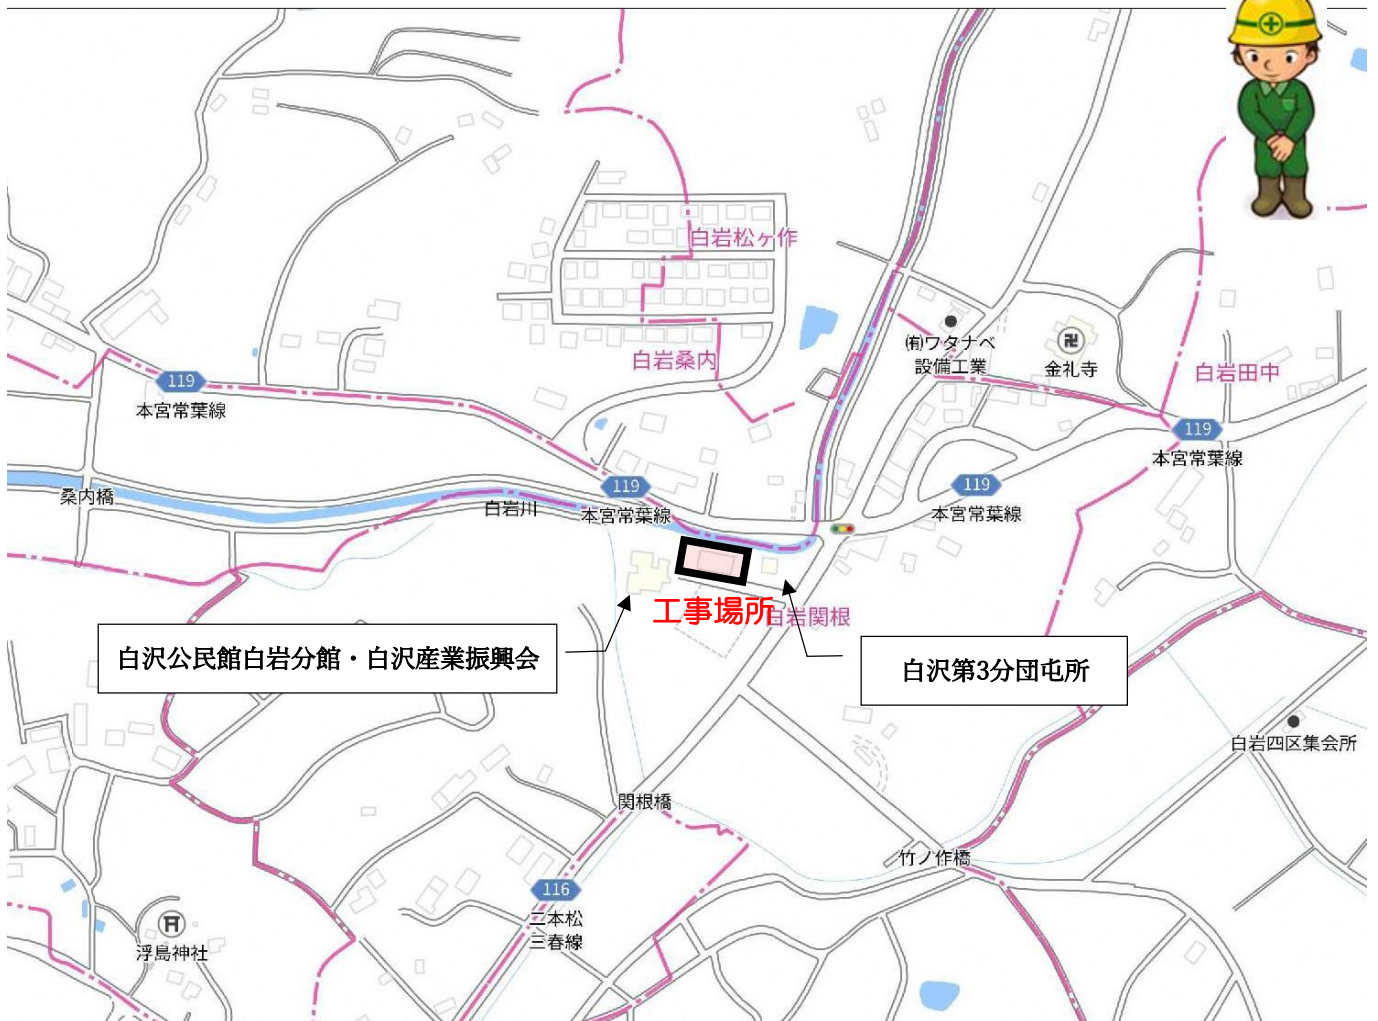 白岩松ヶ作
㈲ワタナベ
設備工業
金礼寺
白岩桑内
白岩田中
119
本宮常葉線
119
本宮常葉線
119
本宮常葉線
119
本宮常葉線
桑内橋
白岩川
工事場所
白岩関根
白沢公民館白岩分館・白沢産業振興会
白沢第3分団屯所
白岩四区集会所
関根橋
竹ノ作橋
116
二本松
三春線
浮島神社